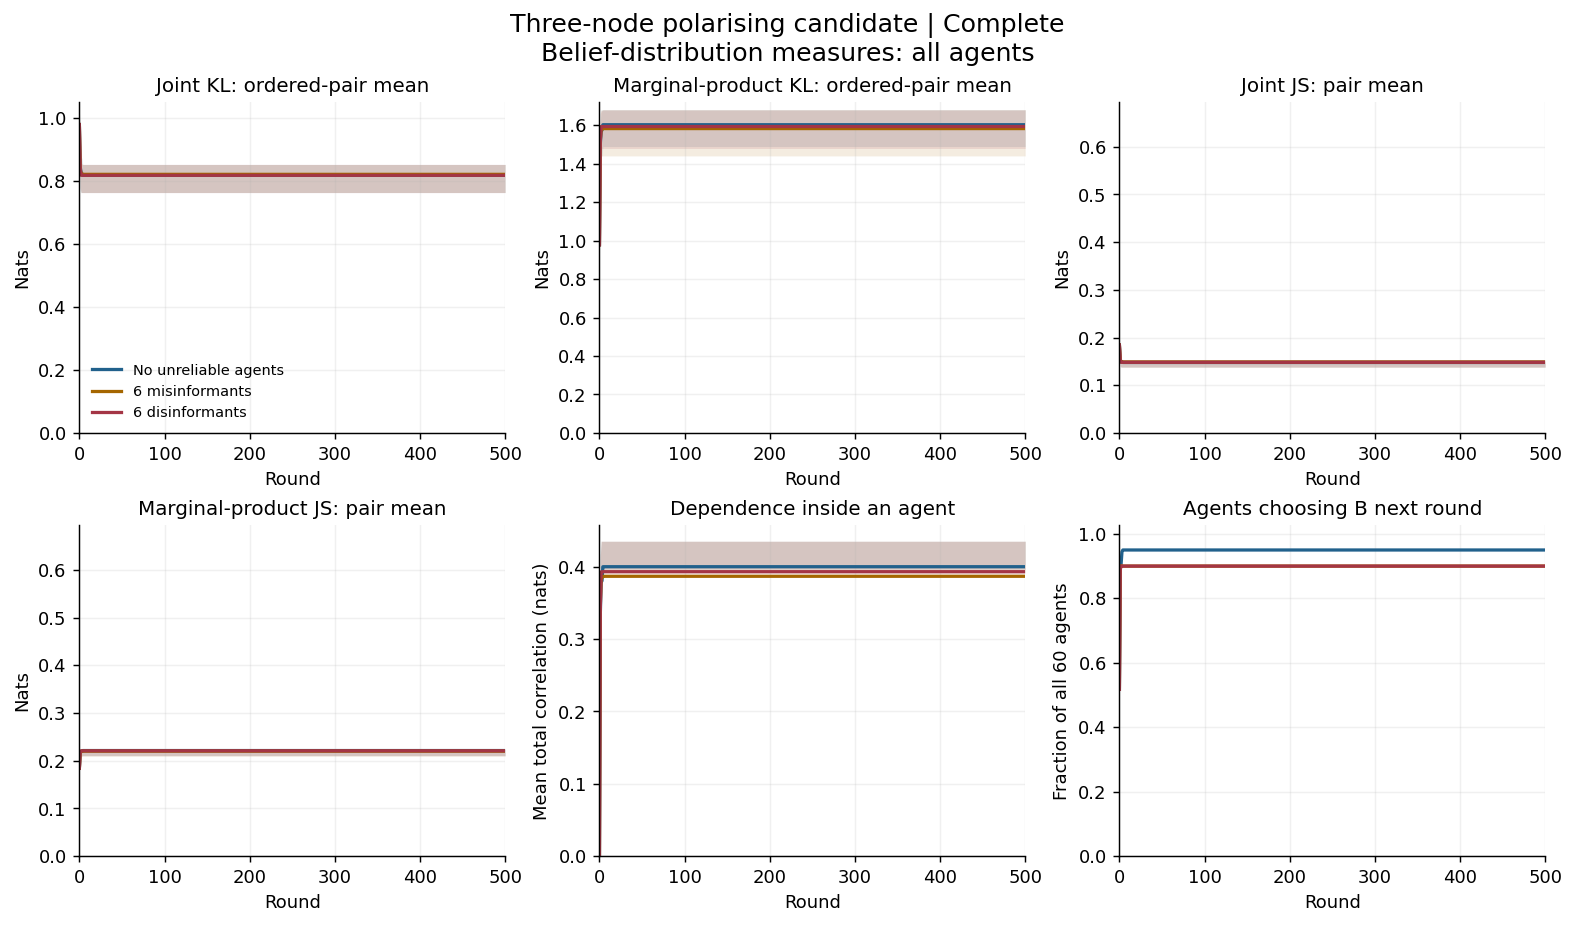 Three-node polarising candidate | Complete
Belief-distribution measures: all agents
Joint KL: ordered-pair mean
Nats
1.0
0.8
0.6
0.4
0.2
0.0
No unreliable agents
6 misinformants
6 disinformants
0 100 200 300 400 500
Round
Marginal-product KL: ordered-pair mean
Nats
1.6
1.4
1.2
1.0
0.8
0.6
0.4
0.2
0.0
0 100 200 300 400 500
Round
Joint JS: pair mean
Nats
0.6
0.5
0.4
0.3
0.2
0.1
0.0
0 100 200 300 400 500
Round
Marginal-product JS: pair mean
Nats
0.6
0.5
0.4
0.3
0.2
0.1
0.0
0 100 200 300 400 500
Round
Dependence inside an agent
Mean total correlation (nats)
0.4
0.3
0.2
0.1
0.0
0 100 200 300 400 500
Round
Agents choosing B next round
Fraction of all 60 agents
1.0
0.8
0.6
0.4
0.2
0.0
0 100 200 300 400 500
Round